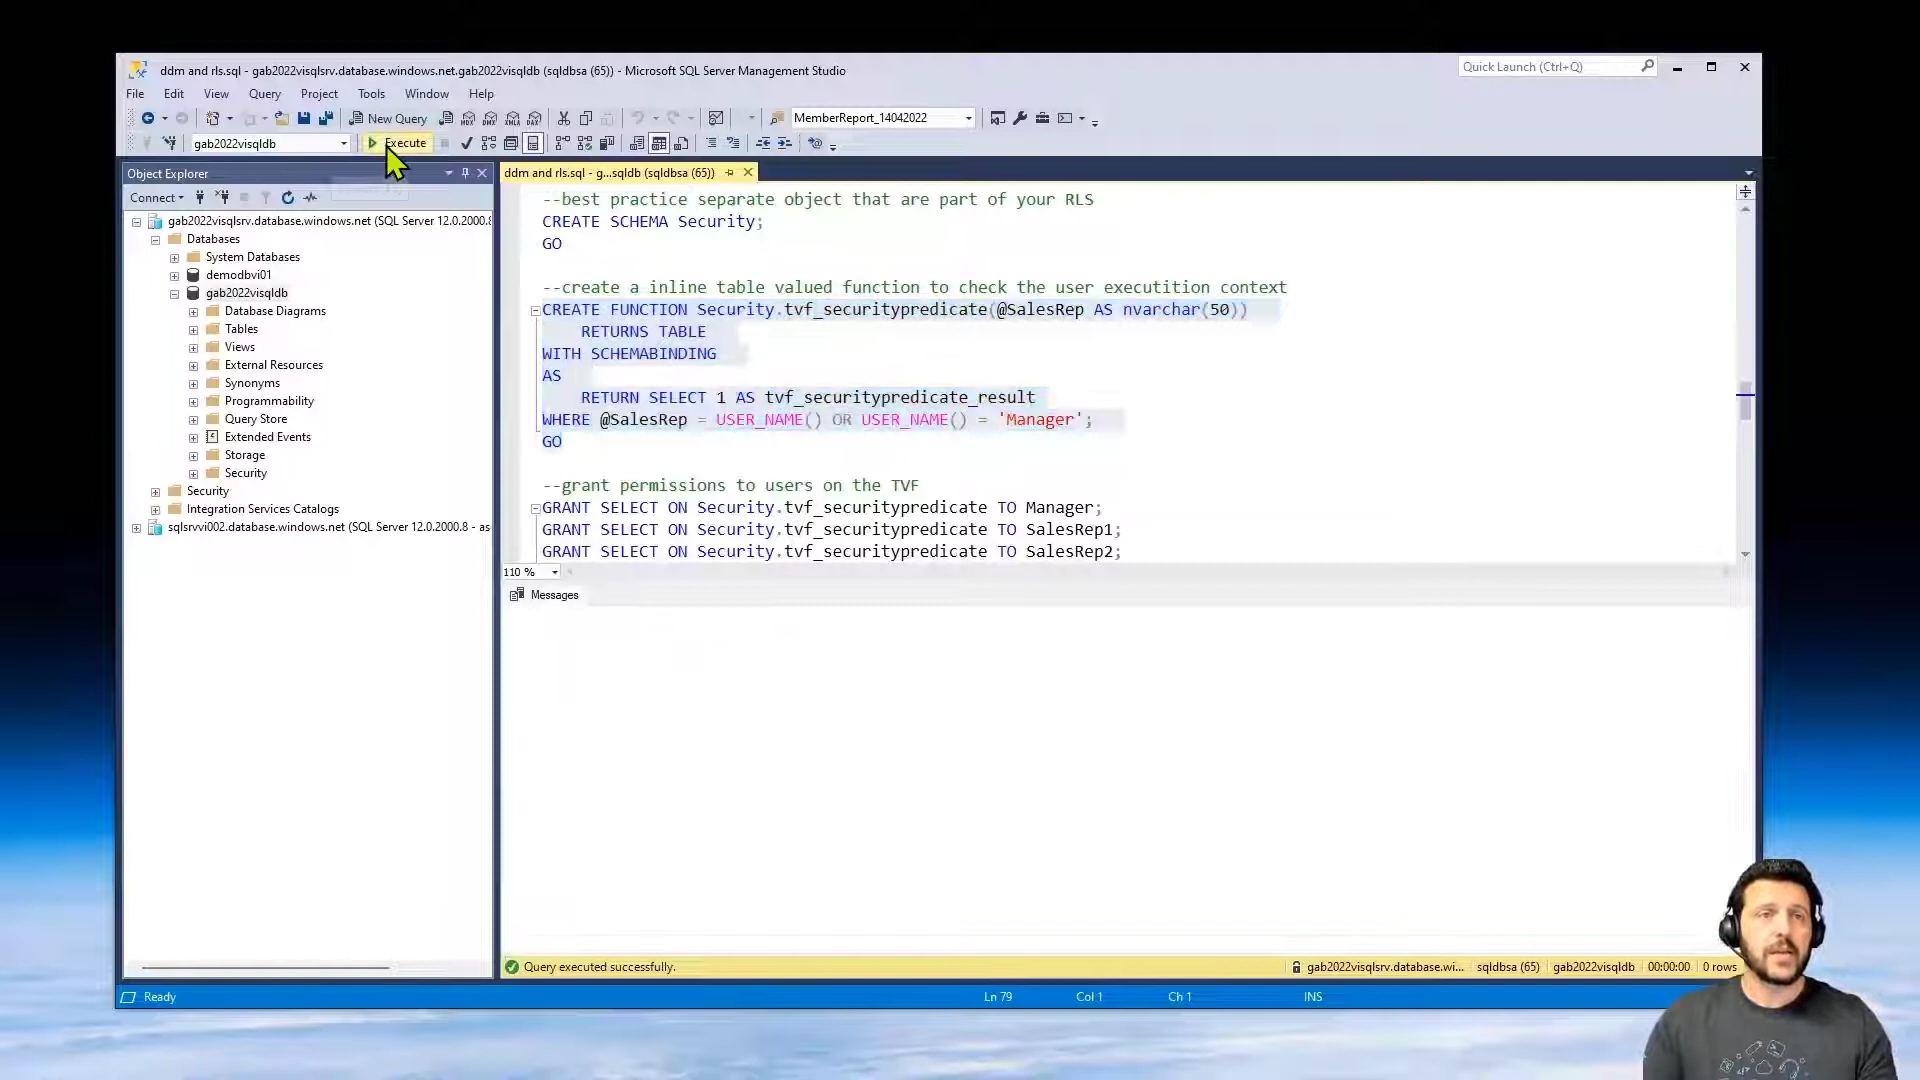 ddm and rls.sql - gab2022visqlsrv.database.windows.net.gab2022visqldb (sqldbsa (65)) - Microsoft SQL Server Management Studio
Quick Launch (Ctrl+Q)
File Edit View Query Project Tools Window Help
New Query
MemberReport_14042022
gab2022visqldb
Execute
Object Explorer
Connect
gab2022visqlsrv.database.windows.net (SQL Server 12.0.2000.8
Databases
System Databases
demodbvi01
gab2022visqldb
Database Diagrams
Tables
Views
External Resources
Synonyms
Programmability
Query Store
Extended Events
Storage
Security
Security
Integration Services Catalogs
sqlsrvvi002.database.windows.net (SQL Server 12.0.2000.8 - as
ddm and rls.sql - g...sqldb (sqldbsa (65))
--best practice separate object that are part of your RLS
CREATE SCHEMA Security;
GO
--create a inline table valued function to check the user executition context
CREATE FUNCTION Security.tvf_securitypredicate(@SalesRep AS nvarchar(50))
RETURNS TABLE
WITH SCHEMABINDING
AS
RETURN SELECT 1 AS tvf_securitypredicate_result
WHERE @SalesRep = USER_NAME() OR USER_NAME() = 'Manager';
GO
--grant permissions to users on the TVF
GRANT SELECT ON Security.tvf_securitypredicate TO Manager;
GRANT SELECT ON Security.tvf_securitypredicate TO SalesRep1;
GRANT SELECT ON Security.tvf_securitypredicate TO SalesRep2;
110 %
Messages
Query executed successfully.
gab2022visqlsrv.database.wi... sqldbsa (65) gab2022visqldb 00:00:00 0 rows
Ready Ln 79 Col 1 Ch 1 INS